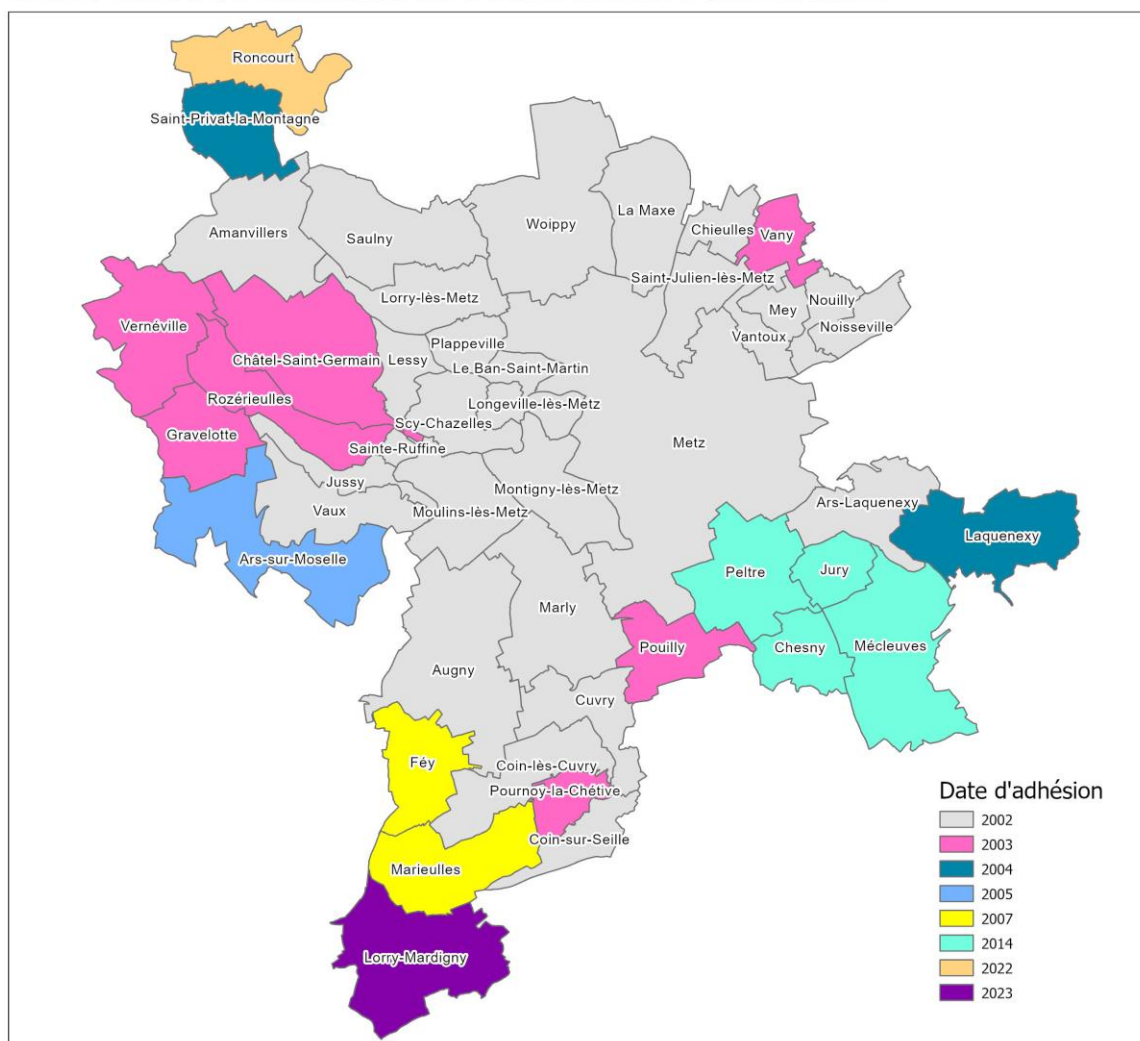 Roncourt
Saint-Privat-la-Montagne
La Maxe
Woippy
Chieulles
Vany
Amanvillers
Saulny
Saint-Julien-lès-Metz
Lorry-lès-Metz
Mey
Nouilly
Vernéville
Noisseville
Vantoux
Plappeville
Châtel-Saint-Germain
Lessy
Le Ban-Saint-Martin
Rozérieulles
Longeville-lès-Metz
Scy-Chazelles
Gravelotte
Metz
Sainte-Ruffine
Jussy
Montigny-lès-Metz
Vaux
Moulins-lès-Metz
Ars-Laquenexy
Laquenexy
Ars-sur-Moselle
Peltre
Jury
Marly
Pouilly
Chesny
Mécleuves
Augny
Cuvry
Féy
Coin-lès-Cuvry
Pournoy-la-Chétive
Coin-sur-Seille
Marieulles
Lorry-Mardigny
Date d'adhésion
2002
2003
2004
2005
2007
2014
2022
2023